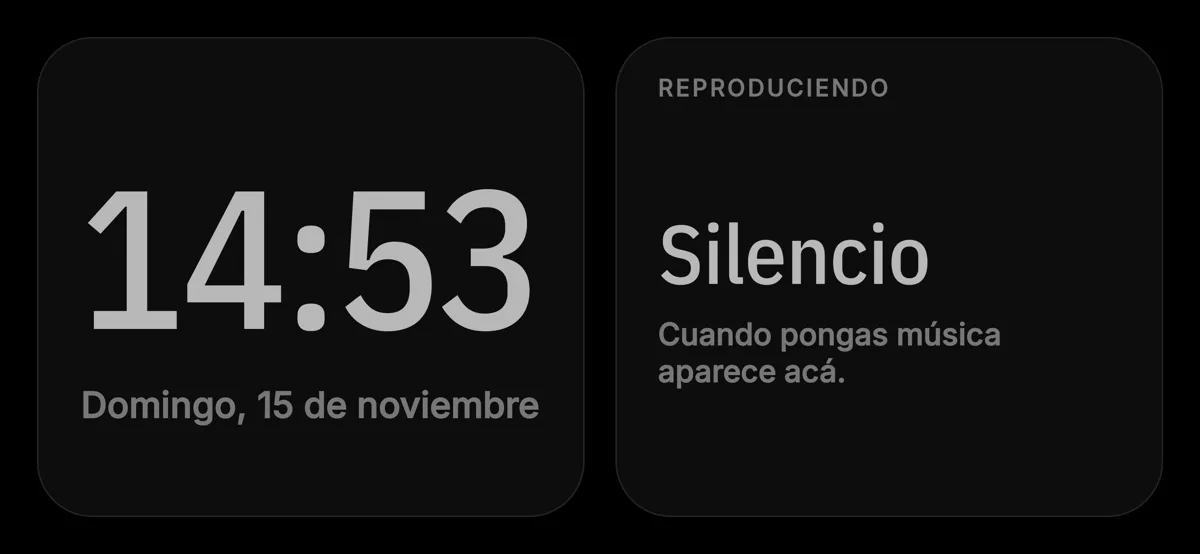 14:53
Domingo, 15 de noviembre
REPRODUCIENDO
Silencio
Cuando pongas música
aparece acá.